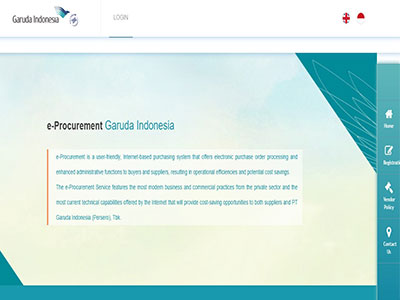 Garuda Indonesia
LOGIN
e-Procurement Garuda Indonesia
e-Procurement is a user-friendly, Internet-based purchasing system that offers electronic purchase order processing and
enhanced administrative functions to buyers and suppliers, resulting in operational efficiencies and potential cost savings.
The e-Procurement Service features the most modern business and commercial practices from the private sector and the
most current technical capabilities offered by the Internet that will provide cost-saving opportunities to both suppliers and PT
Garuda Indonesia (Persero), Tbk.
Home
Registration
Vendor
Policy
Contact
Us